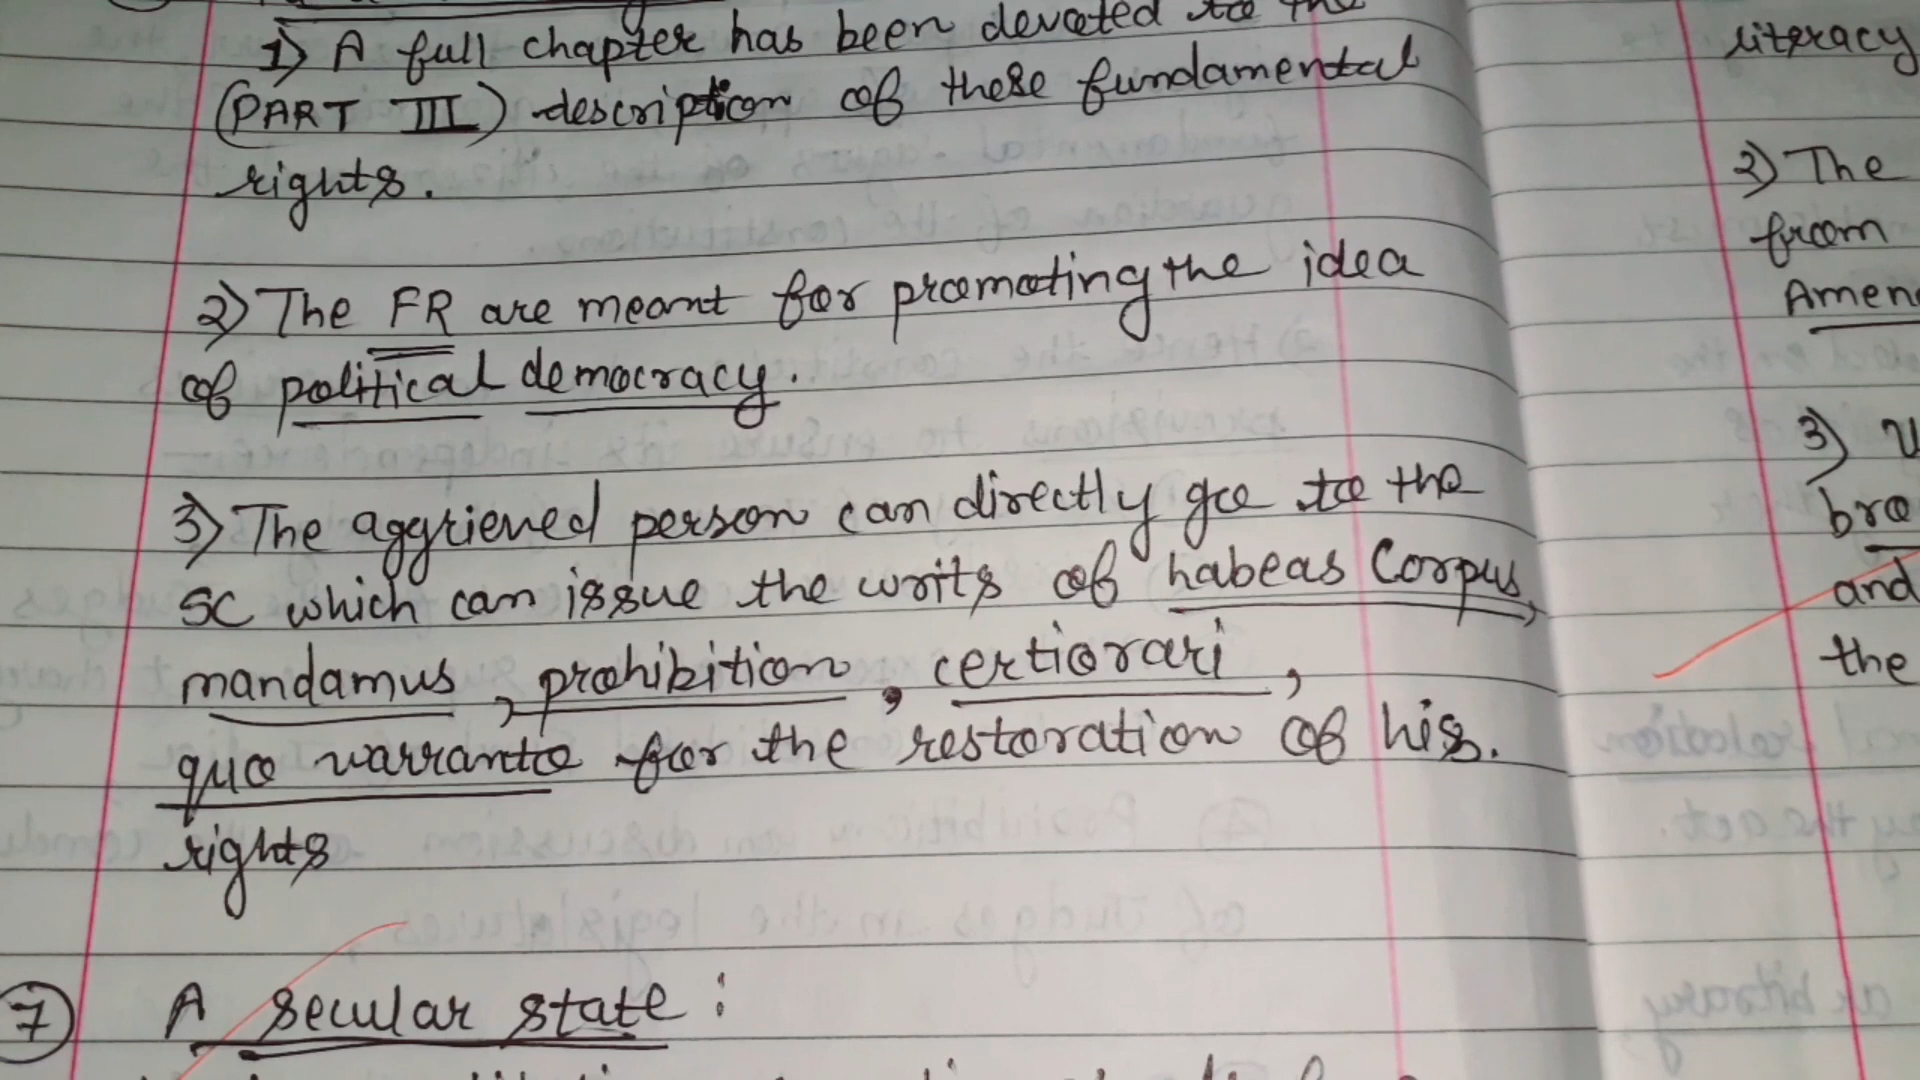 1) A full chapter has been devoted to the
(PART III) description of these fundamental
rights.
2) The FR are meant for promoting the idea
of political democracy.
3) The aggrieved person can directly go to the
SC which can issue the writs of habeas Corpus,
mandamus, prohibition, certiorari,
quo warranto for the restoration of his.
rights
7 A secular state:
literacy
2) The
from
Amen
3)
bro
and
the